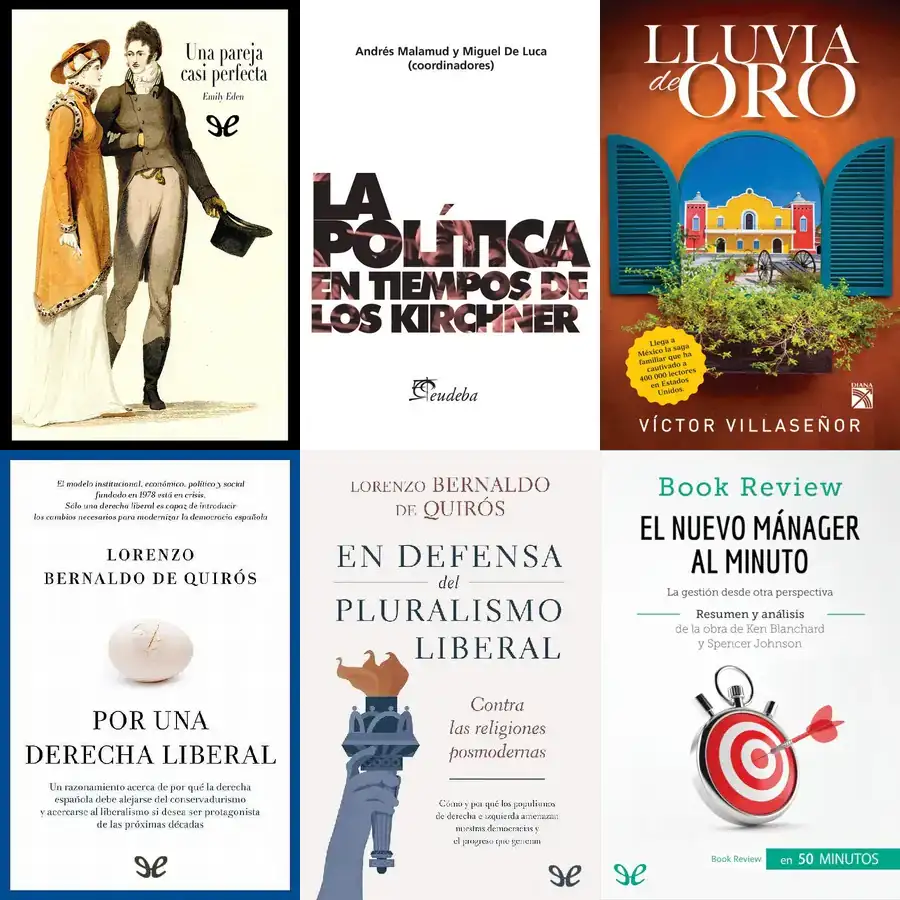 Una pareja
casi perfecta
Emily Eden
Andrés Malamud y Miguel De Luca
(coordinadores)
LA
POLÍTICA
EN TIEMPOS DE
LOS KIRCHNER
eudeba
LLUVIA
de ORO
Llega a
México la saga
familiar que ha
cautivado a
400 000 lectores
en Estados
Unidos.
DIANA
VÍCTOR VILLASEÑOR
El modelo institucional, económico, político y social
fundado en 1978 está en crisis.
Sólo una derecha liberal es capaz de introducir
los cambios necesarios para modernizar la democracia española
LORENZO
BERNALDO DE QUIRÓS
POR UNA
DERECHA LIBERAL
Un razonamiento acerca de por qué la derecha
española debe alejarse del conservadurismo
y acercarse al liberalismo si desea ser protagonista
de las próximas décadas
LORENZO BERNALDO
DE QUIRÓS
EN DEFENSA
del
PLURALISMO
LIBERAL
Contra
las religiones
posmodernas
Cómo y por qué los populismos
de derecha e izquierda amenazan
nuestras democracias y
el progreso que generan
Book Review
EL NUEVO MÁNAGER
AL MINUTO
La gestión desde otra perspectiva
Resumen y análisis
de la obra de Ken Blanchard
y Spencer Johnson
Book Review en 50 MINUTOS